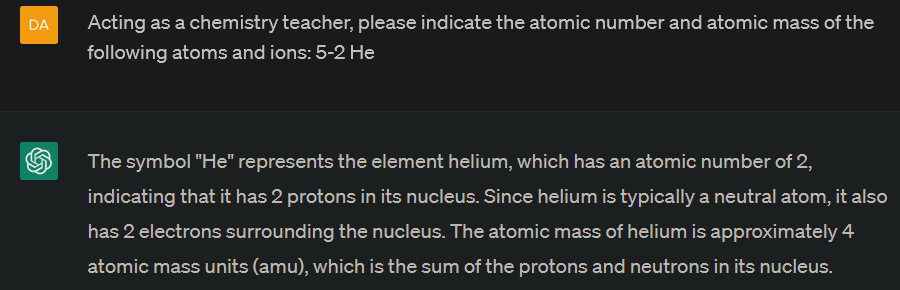 DA
Acting as a chemistry teacher, please indicate the atomic number and atomic mass of the
following atoms and ions: 5-2 He
The symbol "He" represents the element helium, which has an atomic number of 2,
indicating that it has 2 protons in its nucleus. Since helium is typically a neutral atom, it also
has 2 electrons surrounding the nucleus. The atomic mass of helium is approximately 4
atomic mass units (amu), which is the sum of the protons and neutrons in its nucleus.